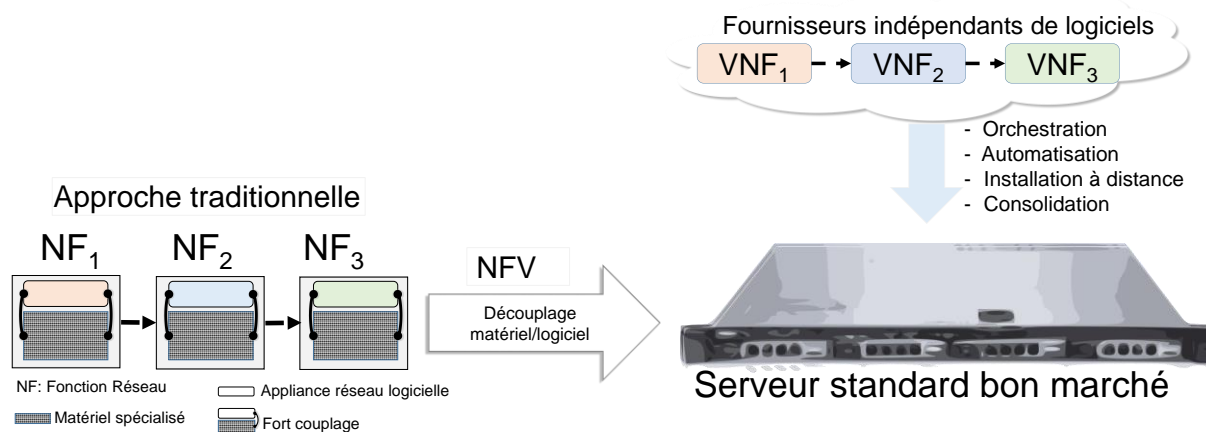 Fournisseurs indépendants de logiciels
VNF₁ VNF₂ VNF₃
- Orchestration
- Automatisation
- Installation à distance
- Consolidation
Approche traditionnelle
NF₁ NF₂ NF₃
NFV
Découplage
matériel/logiciel
NF: Fonction Réseau
Appliance réseau logicielle
Matériel spécialisé
Fort couplage
Serveur standard bon marché